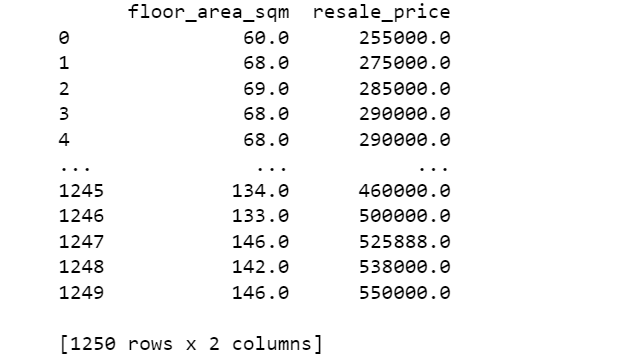 floor_area_sqm resale_price
0 60.0 255000.0
1 68.0 275000.0
2 69.0 285000.0
3 68.0 290000.0
4 68.0 290000.0
... ... ...
1245 134.0 460000.0
1246 133.0 500000.0
1247 146.0 525888.0
1248 142.0 538000.0
1249 146.0 550000.0
[1250 rows x 2 columns]